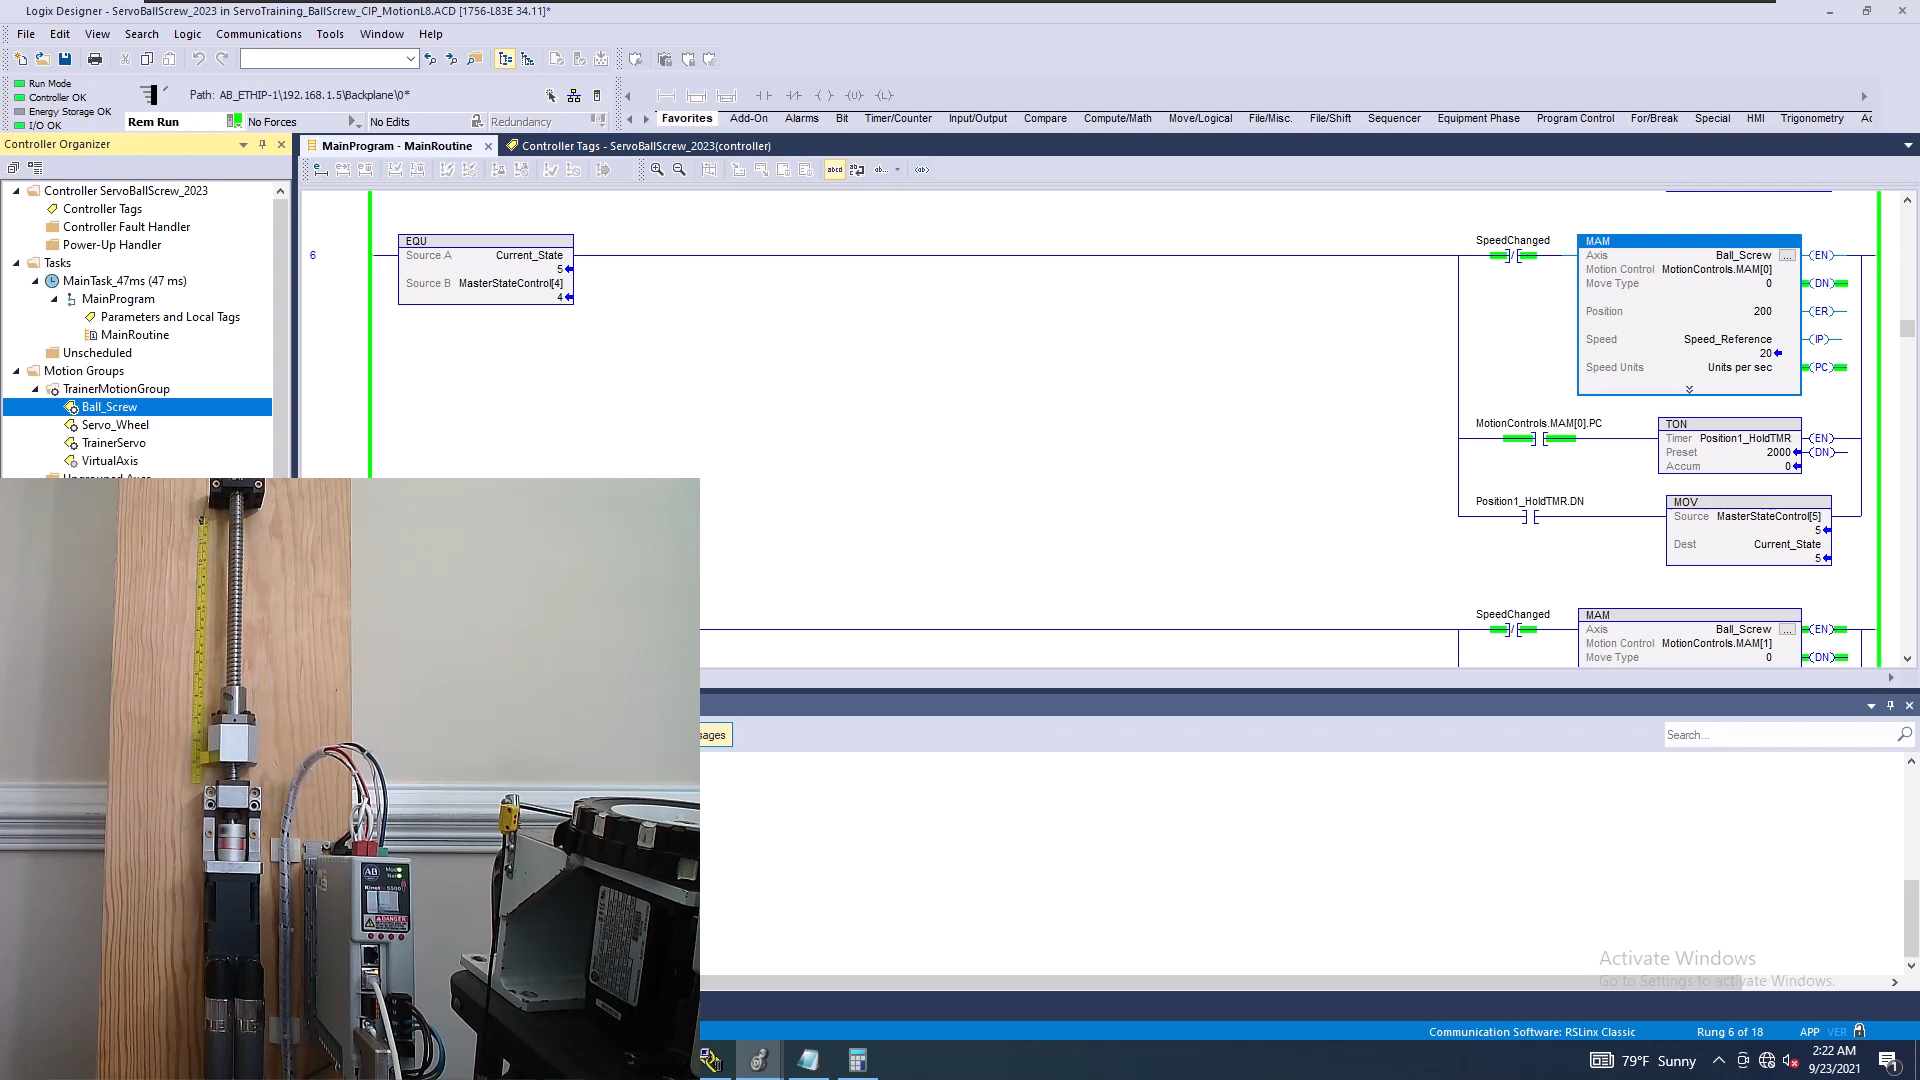 Logix Designer - ServoBallScrew_2023 in ServoTraining_BallScrew_CIP_MotionL8.ACD [1756-L83E 34.11]*
File Edit View Search Logic Communications Tools Window Help
Run Mode
Controller OK
Energy Storage OK
I/O OK
Path: AB_ETHIP-1\192.168.1.5\Backplane\0*
Rem Run
No Forces
No Edits
Redundancy
Favorites Add-On Alarms Bit Timer/Counter Input/Output Compare Compute/Math Move/Logical File/Misc. File/Shift Sequencer Equipment Phase Program Control For/Break Special HMI Trigonometry Ac
Controller Organizer
MainProgram - MainRoutine
Controller Tags - ServoBallScrew_2023(controller)
Controller ServoBallScrew_2023
Controller Tags
Controller Fault Handler
Power-Up Handler
Tasks
MainTask_47ms (47 ms)
MainProgram
Parameters and Local Tags
MainRoutine
Unscheduled
Motion Groups
TrainerMotionGroup
Ball_Screw
Servo_Wheel
TrainerServo
VirtualAxis
6
EQU
Source A Current_State
5
Source B MasterStateControl[4]
4
SpeedChanged
MAM
Axis Ball_Screw ...
Motion Control MotionControls.MAM[0]
Move Type 0
Position 200
Speed Speed_Reference
20
Speed Units Units per sec
EN
DN
ER
IP
PC
MotionControls.MAM[0].PC
TON
Timer Position1_HoldTMR
Preset 2000
Accum 0
EN
DN
Position1_HoldTMR.DN
MOV
Source MasterStateControl[5]
5
Dest Current_State
5
SpeedChanged
MAM
Axis Ball_Screw ...
Motion Control MotionControls.MAM[1]
Move Type 0
EN
DN
sages
Search...
AB
Kinetix 5500
DANGER
Activate Windows
Go to Settings to activate Windows.
Communication Software: RSLinx Classic
Rung 6 of 18
APP VER
79°F Sunny
2:22 AM
9/23/2021
1